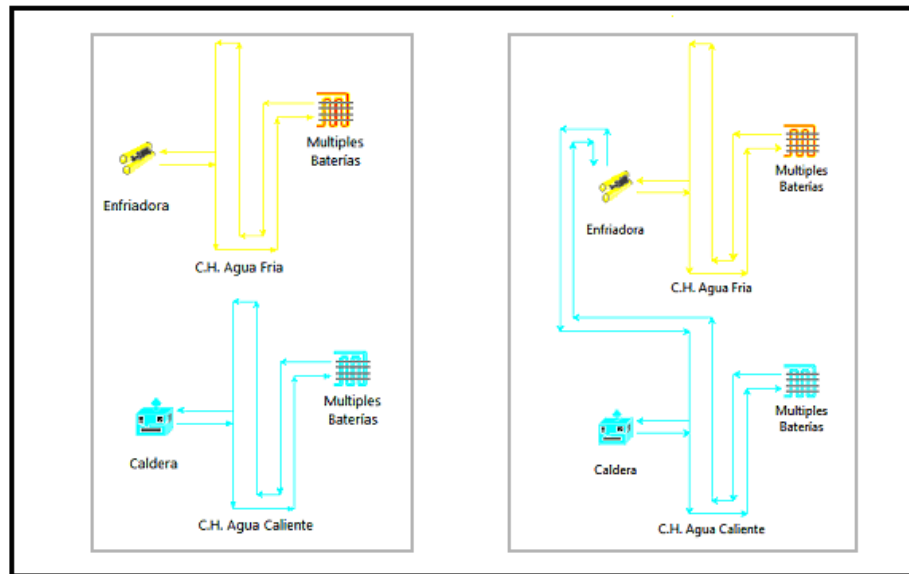 Multiples
Baterías
Enfriadora
C.H. Agua Fria
Multiples
Baterías
Caldera
C.H. Agua Caliente
Multiples
Baterías
Enfriadora
C.H. Agua Fria
Multiples
Baterías
Caldera
C.H. Agua Caliente